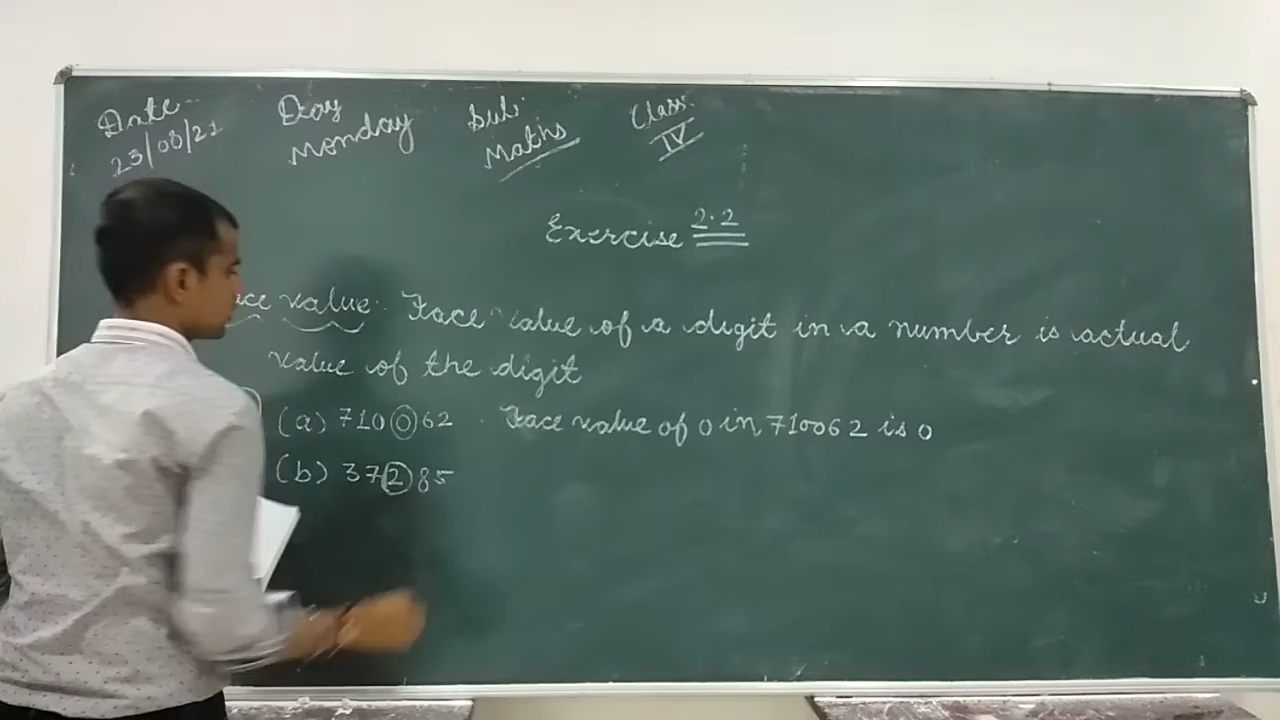 Date Day Sub: Class:
23/08/21 Monday Maths IV
Exercise 2.2
value: Face value of a digit in a number is actual
value of the digit
(a) 710062 . Face value of 0 in 710062 is 0
(b) 37285